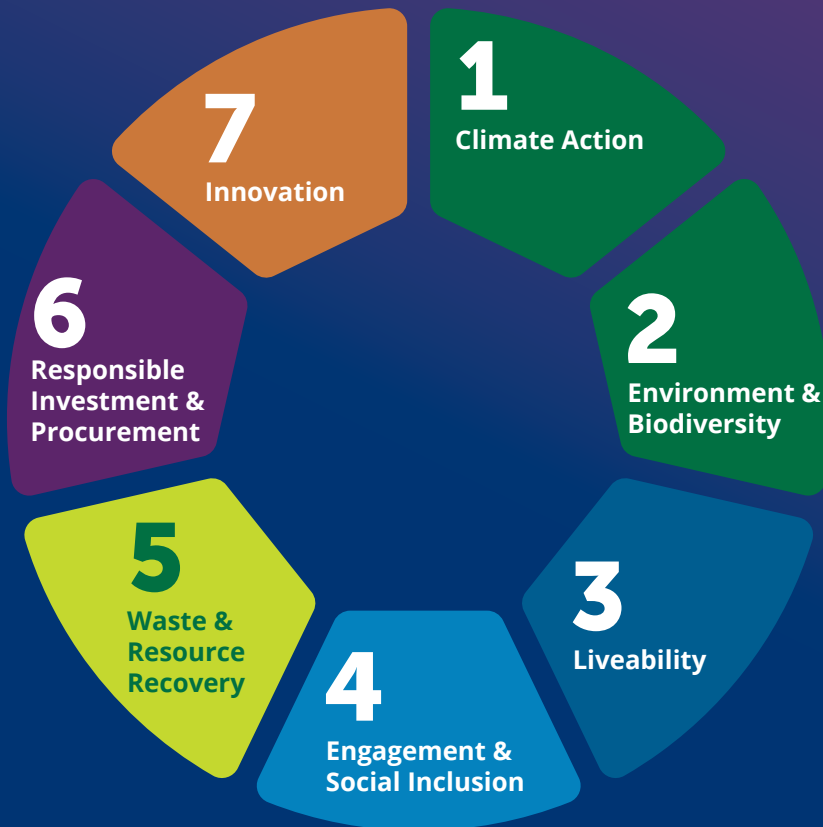 1
Climate Action
2
Environment &
Biodiversity
3
Liveability
4
Engagement &
Social Inclusion
5
Waste &
Resource
Recovery
6
Responsible
Investment &
Procurement
7
Innovation